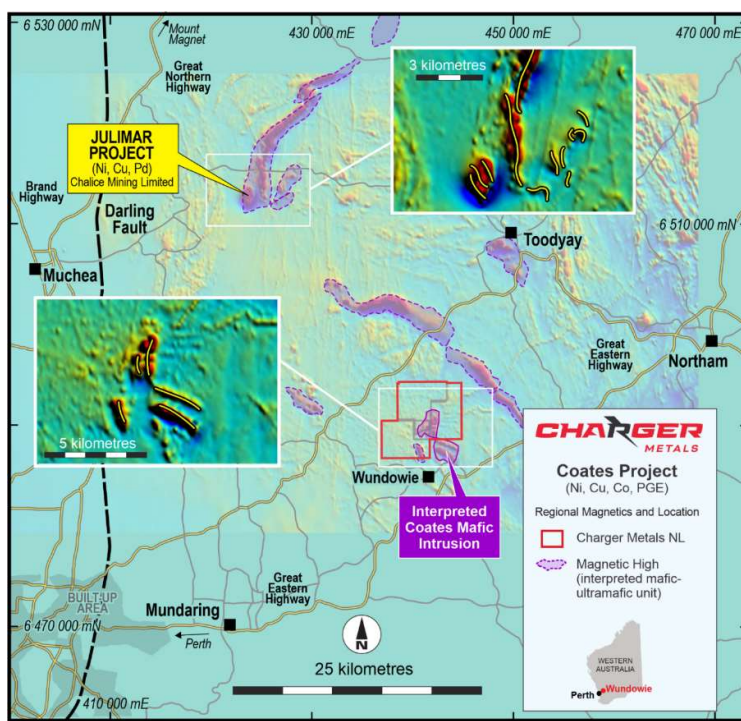 6 530 000 mN
Mount
Magnet
430 000 mE
450 000 mE
470 000 mE
Great
Northern
Highway
3 kilometres
JULIMAR
PROJECT
(Ni, Cu, Pd)
Chalice Mining Limited
Brand
Highway
Darling
Fault
6 510 000 mN
Toodyay
Muchea
Great
Eastern
Highway
Northam
5 kilometres
CHARGER
METALS
Coates Project
(Ni, Cu, Co, PGE)
Regional Magnetics and Location
Charger Metals NL
Magnetic High
(interpreted mafic-
ultramafic unit)
Wundowie
Interpreted
Coates Mafic
Intrusion
BUILT-UP
AREA
Mundaring
Great
Eastern
Highway
6 470 000 mN
Perth
N
25 kilometres
WESTERN
AUSTRALIA
Perth
Wundowie
410 000 mE